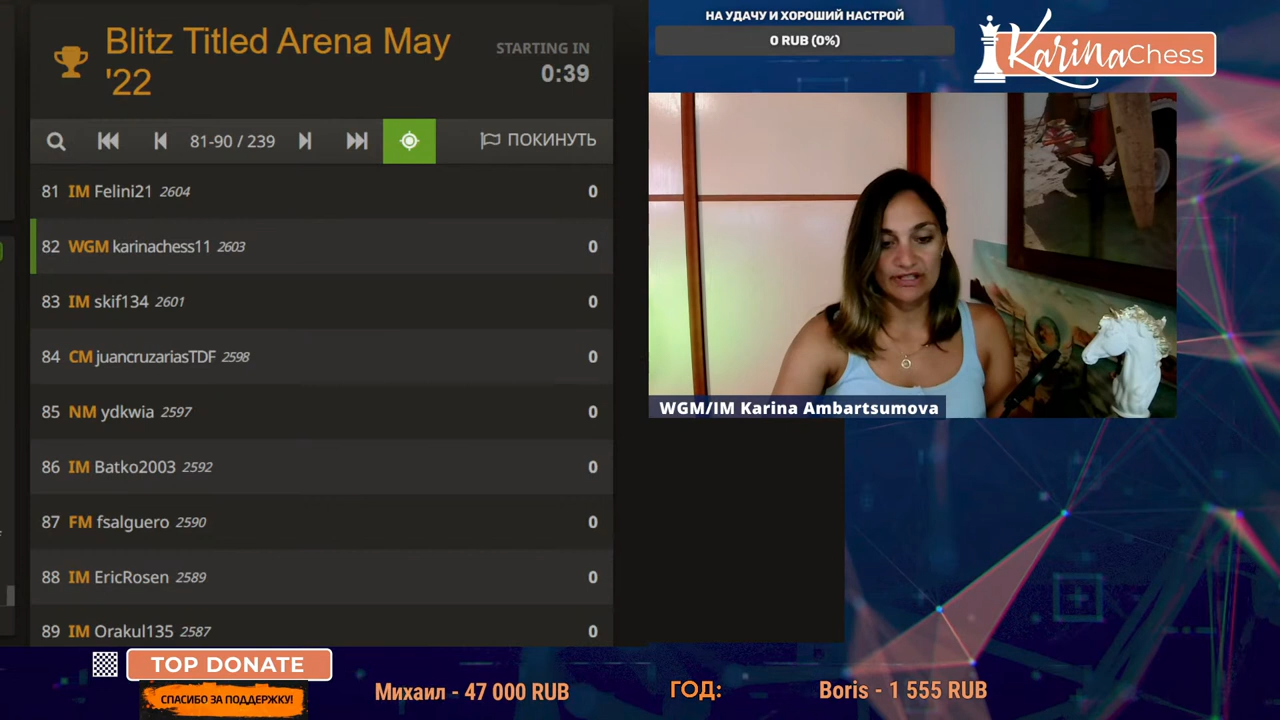 Blitz Titled Arena May
'22
STARTING IN
0:39
81-90 / 239
ПОКИНУТЬ
81 IM Felini21 2604 0
82 WGM karinachess11 2603 0
83 IM skif134 2601 0
84 CM juancruzariasTDF 2598 0
85 NM ydkwia 2597 0
86 IM Batko2003 2592 0
87 FM fsalguero 2590 0
88 IM EricRosen 2589 0
89 IM Orakul135 2587 0
НА УДАЧУ И ХОРОШИЙ НАСТРОЙ
0 RUB (0%)
KarinaChess
WGM/IM Karina Ambartsumova
TOP DONATE
СПАСИБО ЗА ПОДДЕРЖКУ!
Михаил - 47 000 RUB
ГОД:
Boris - 1 555 RUB